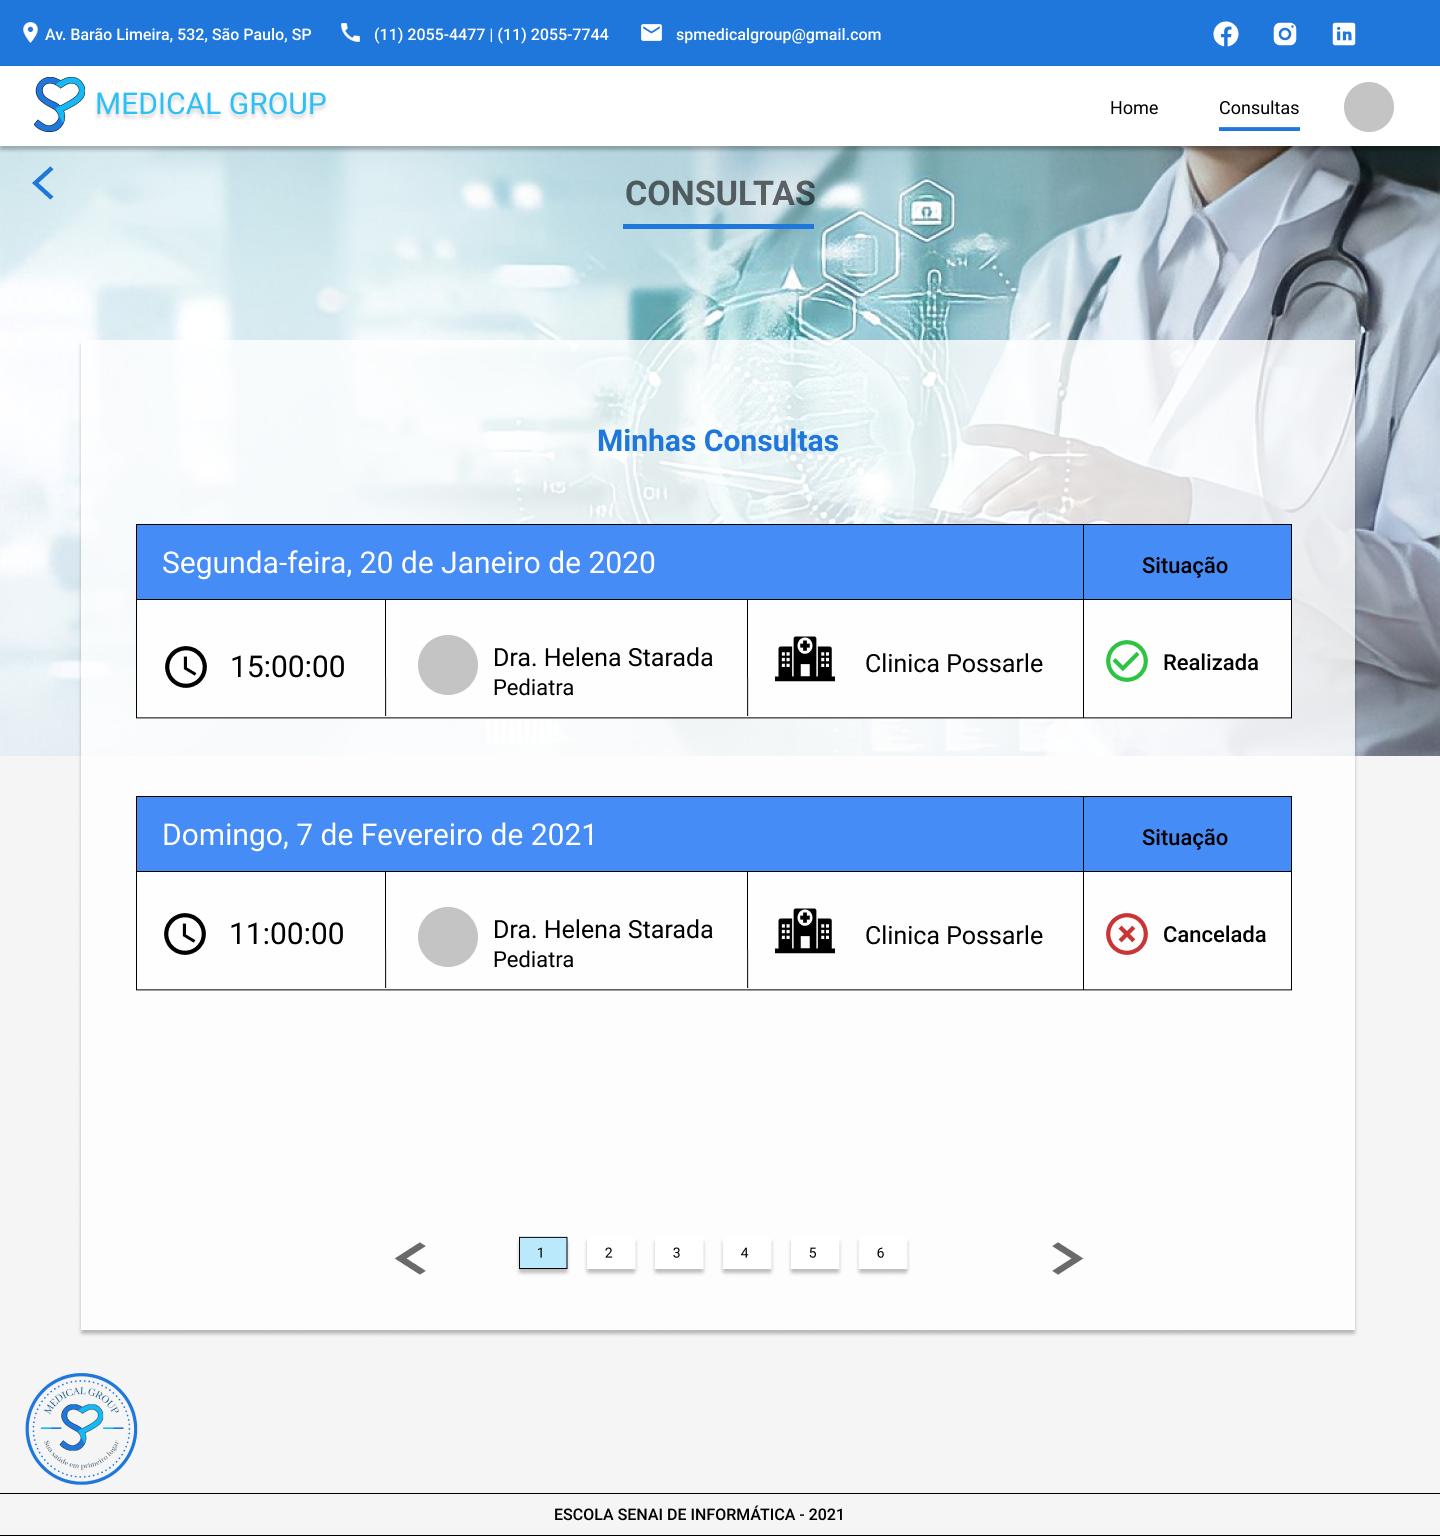 Av. Barão Limeira, 532, São Paulo, SP
(11) 2055-4477 | (11) 2055-7744
spmedicalgroup@gmail.com
MEDICAL GROUP
Home
Consultas
CONSULTAS
Minhas Consultas
Segunda-feira, 20 de Janeiro de 2020
Situação
15:00:00
Dra. Helena Starada
Pediatra
Clinica Possarle
Realizada
Domingo, 7 de Fevereiro de 2021
Situação
11:00:00
Dra. Helena Starada
Pediatra
Clinica Possarle
Cancelada
1 2 3 4 5 6
MEDICAL GROUP
Sua saúde em primeiro lugar
ESCOLA SENAI DE INFORMÁTICA - 2021